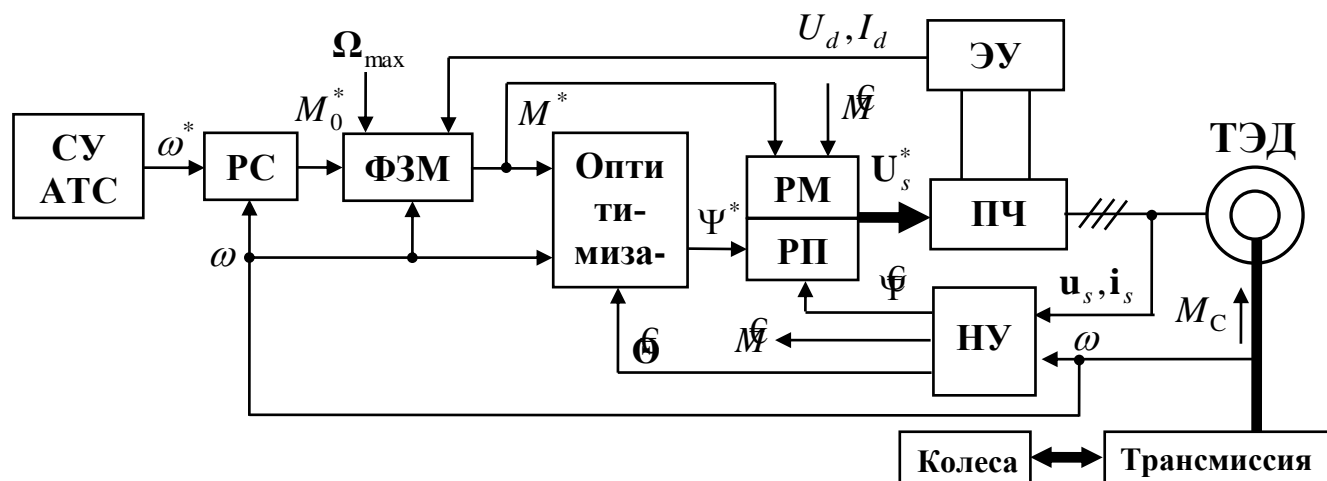 U_d, I_d
ЭУ
Ω_max
M_0^*
M^*
M
ТЭД
СУ
АТС
ω^*
РС
ФЗМ
Опти
ти-
миза-
РМ
РП
U_s^*
ПЧ
Ψ^*
ω
Ψ
u_s, i_s
M_C
НУ
M
Θ
ω
Колеса
Трансмиссия